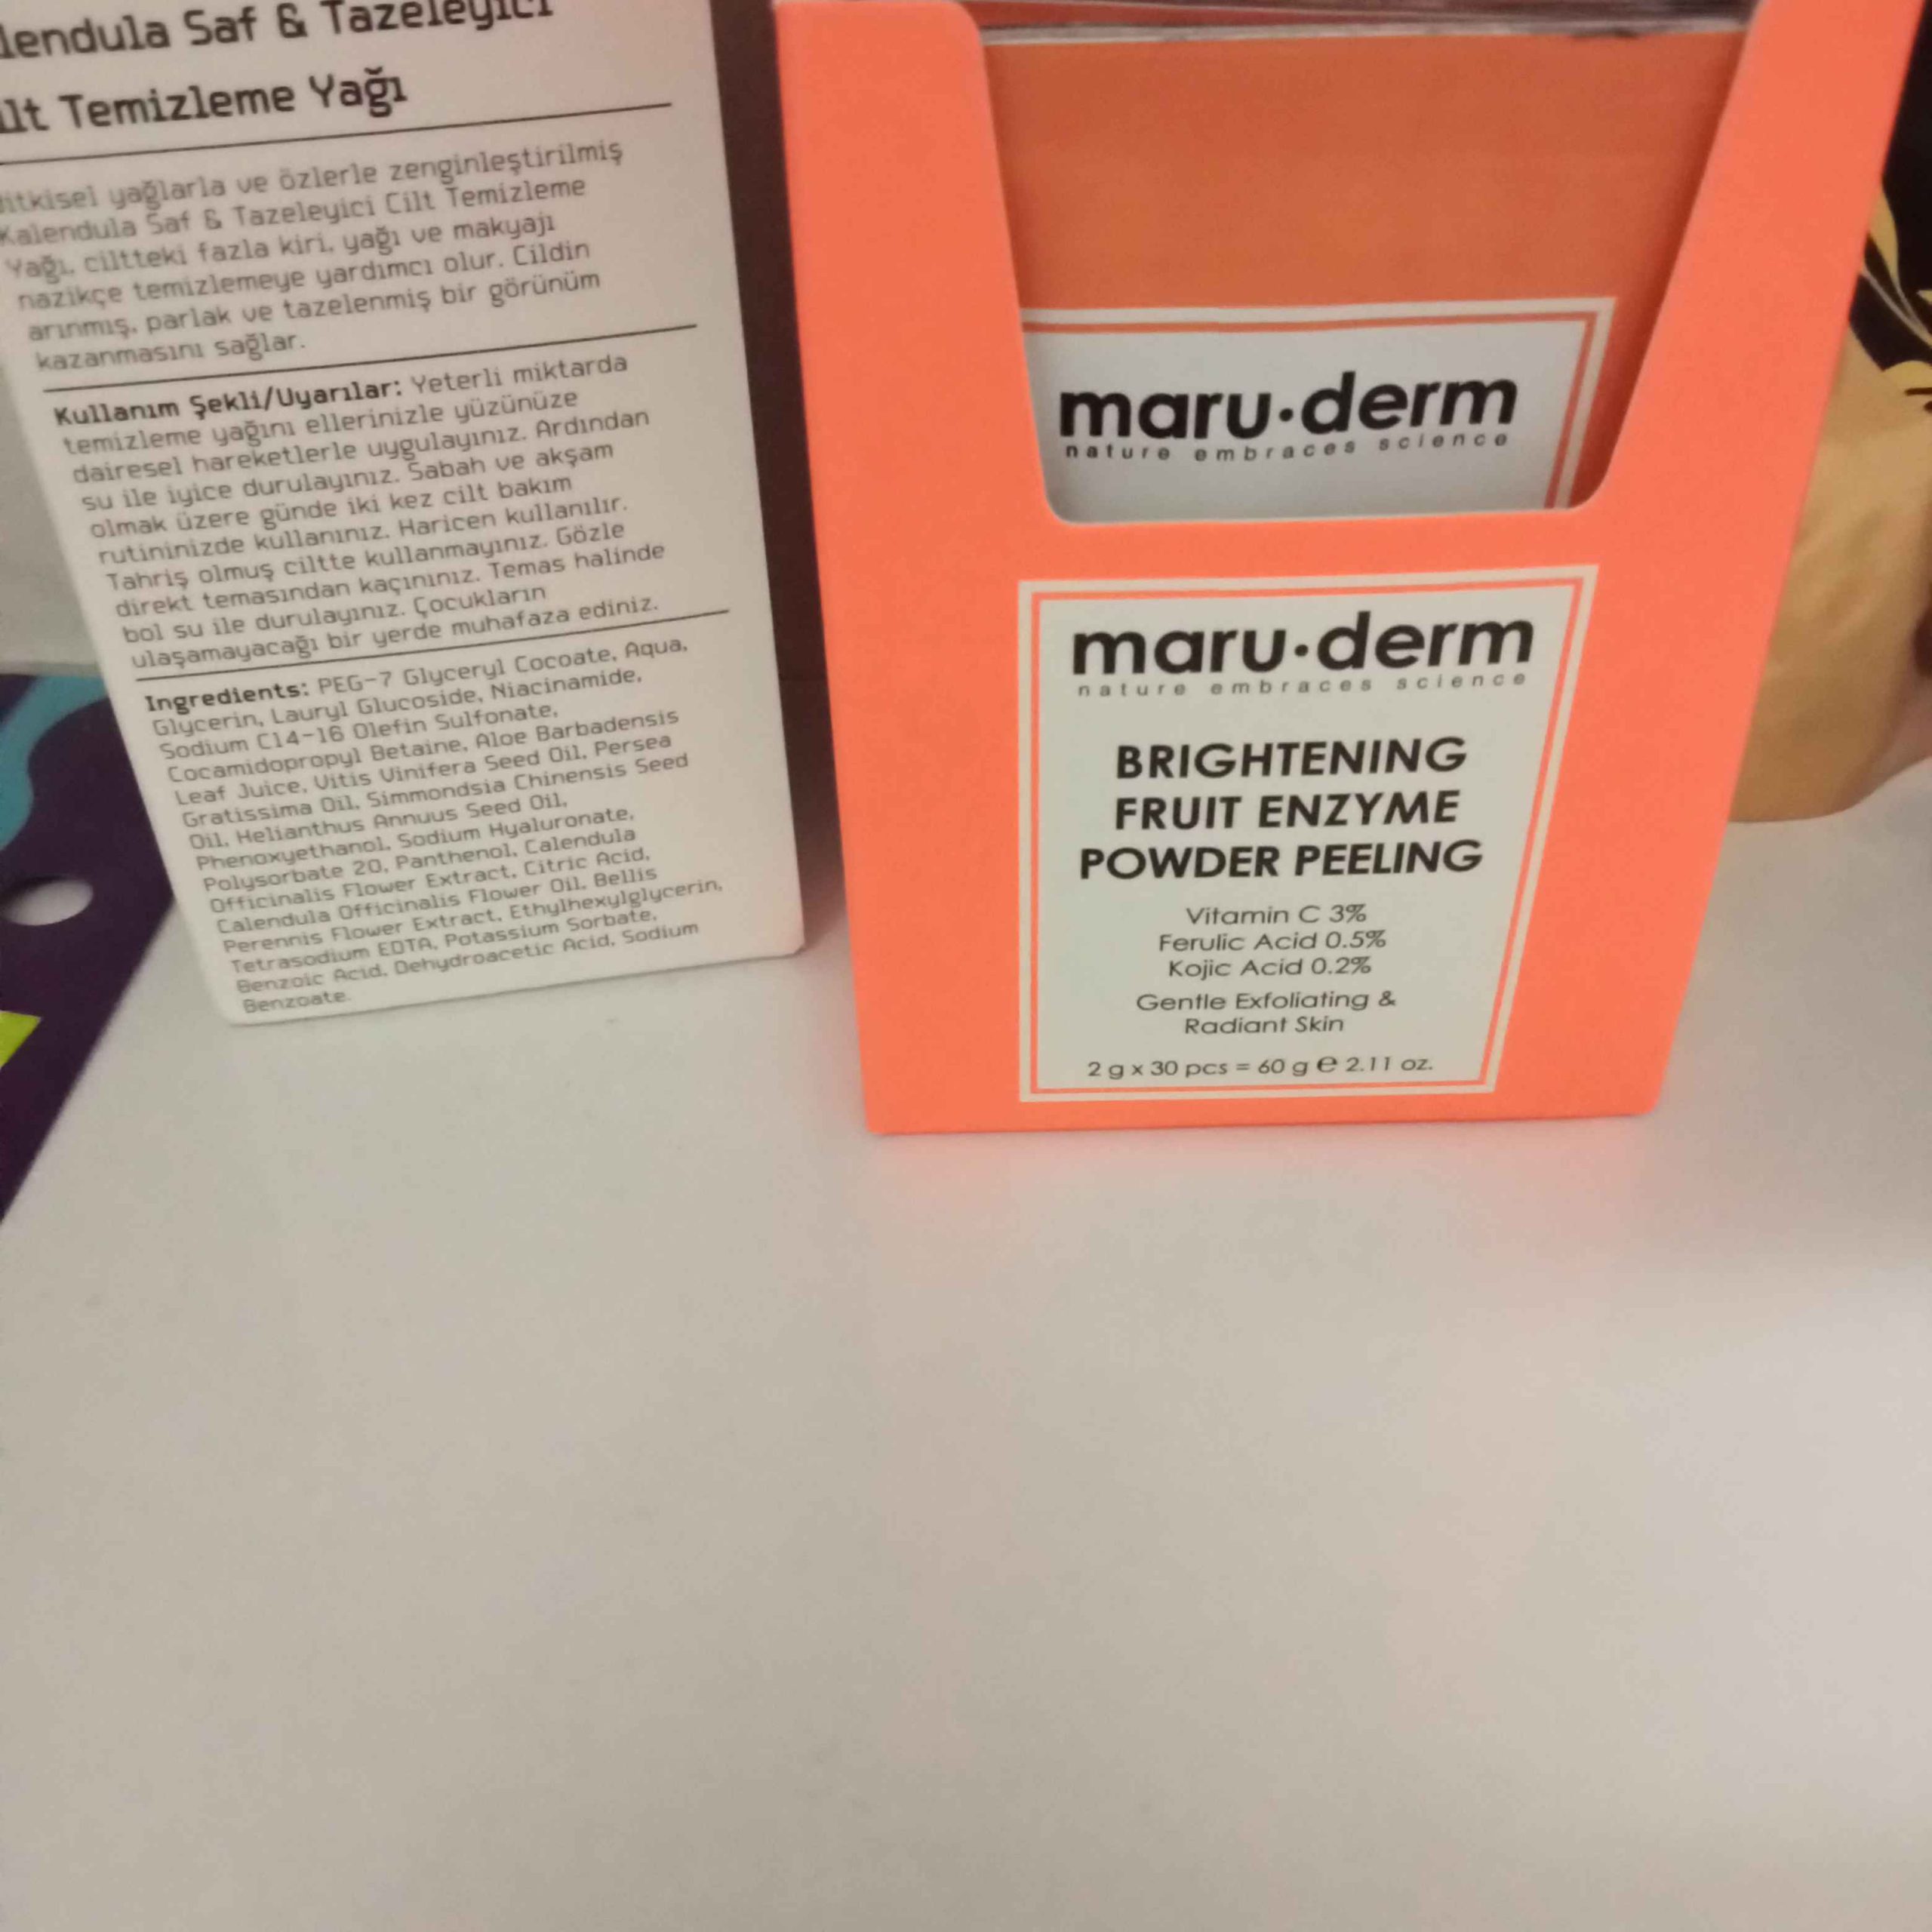 lendula Saf & Tazeleyici
ilt Temizleme Yağı
itkisel yağlarla ve özlerle zenginleştirilmiş
Kalendula Saf & Tazeleyici Cilt Temizleme
Yağı, ciltteki fazla kiri, yağı ve makyajı
nazikçe temizlemeye yardımcı olur. Cildin
arınmış, parlak ve tazelenmiş bir görünüm
kazanmasını sağlar.
Kullanım Şekli/Uyarılar: Yeterli miktarda
temizleme yağını ellerinizle yüzünüze
dairesel hareketlerle uygulayınız. Ardından
su ile iyice durulayınız. Sabah ve akşam
olmak üzere günde iki kez cilt bakım
rutininizde kullanınız. Haricen kullanılır.
Tahriş olmuş ciltte kullanmayınız. Gözle
direkt temasından kaçınınız. Temas halinde
bol su ile durulayınız. Çocukların
ulaşamayacağı bir yerde muhafaza ediniz.
Ingredients: PEG-7 Glyceryl Cocoate, Aqua,
Glycerin, Lauryl Glucoside, Niacinamide,
Sodium C14-16 Olefin Sulfonate,
Cocamidopropyl Betaine, Aloe Barbadensis
Leaf Juice, Vitis Vinifera Seed Oil, Persea
Gratissima Oil, Simmondsia Chinensis Seed
Oil, Helianthus Annuus Seed Oil,
Phenoxyethanol, Sodium Hyaluronate,
Polysorbate 20, Panthenol, Calendula
Officinalis Flower Extract, Citric Acid,
Calendula Officinalis Flower Oil, Bellis
Perennis Flower Extract, Ethylhexylglycerin,
Tetrasodium EDTA, Potassium Sorbate,
Benzoic Acid, Dehydroacetic Acid, Sodium
Benzoate.
maru·derm
nature embraces science
maru·derm
nature embraces science
BRIGHTENING
FRUIT ENZYME
POWDER PEELING
Vitamin C 3%
Ferulic Acid 0.5%
Kojic Acid 0.2%
Gentle Exfoliating &
Radiant Skin
2 g x 30 pcs = 60 g e 2.11 oz.